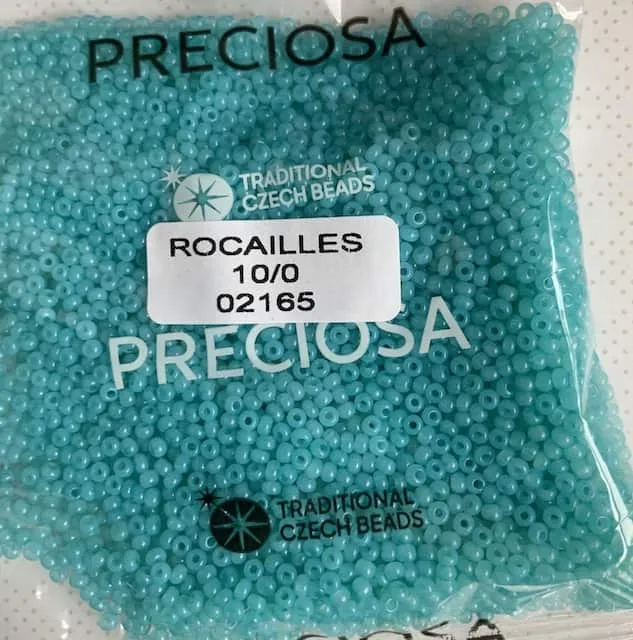 PRECIOSA
TRADITIONAL
CZECH BEADS
ROCAILLES
10/0
02165
PRECIOSA
TRADITIONAL
CZECH BEADS